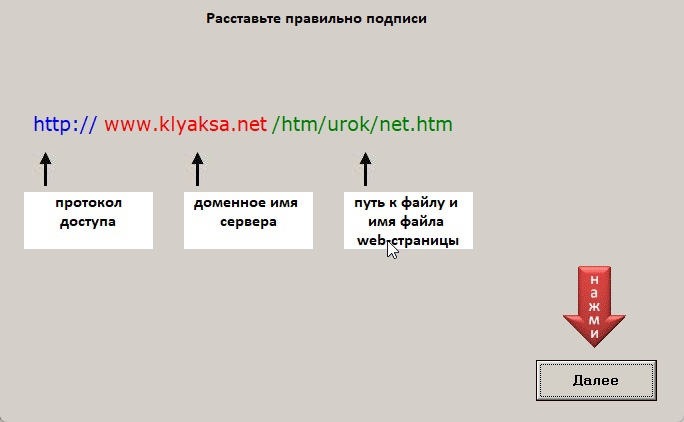 Расставьте правильно подписи
http:// www.klyaksa.net /htm/urok/net.htm
протокол
доступа
доменное имя
сервера
путь к файлу и
имя файла
web-страницы
нажми
Далее